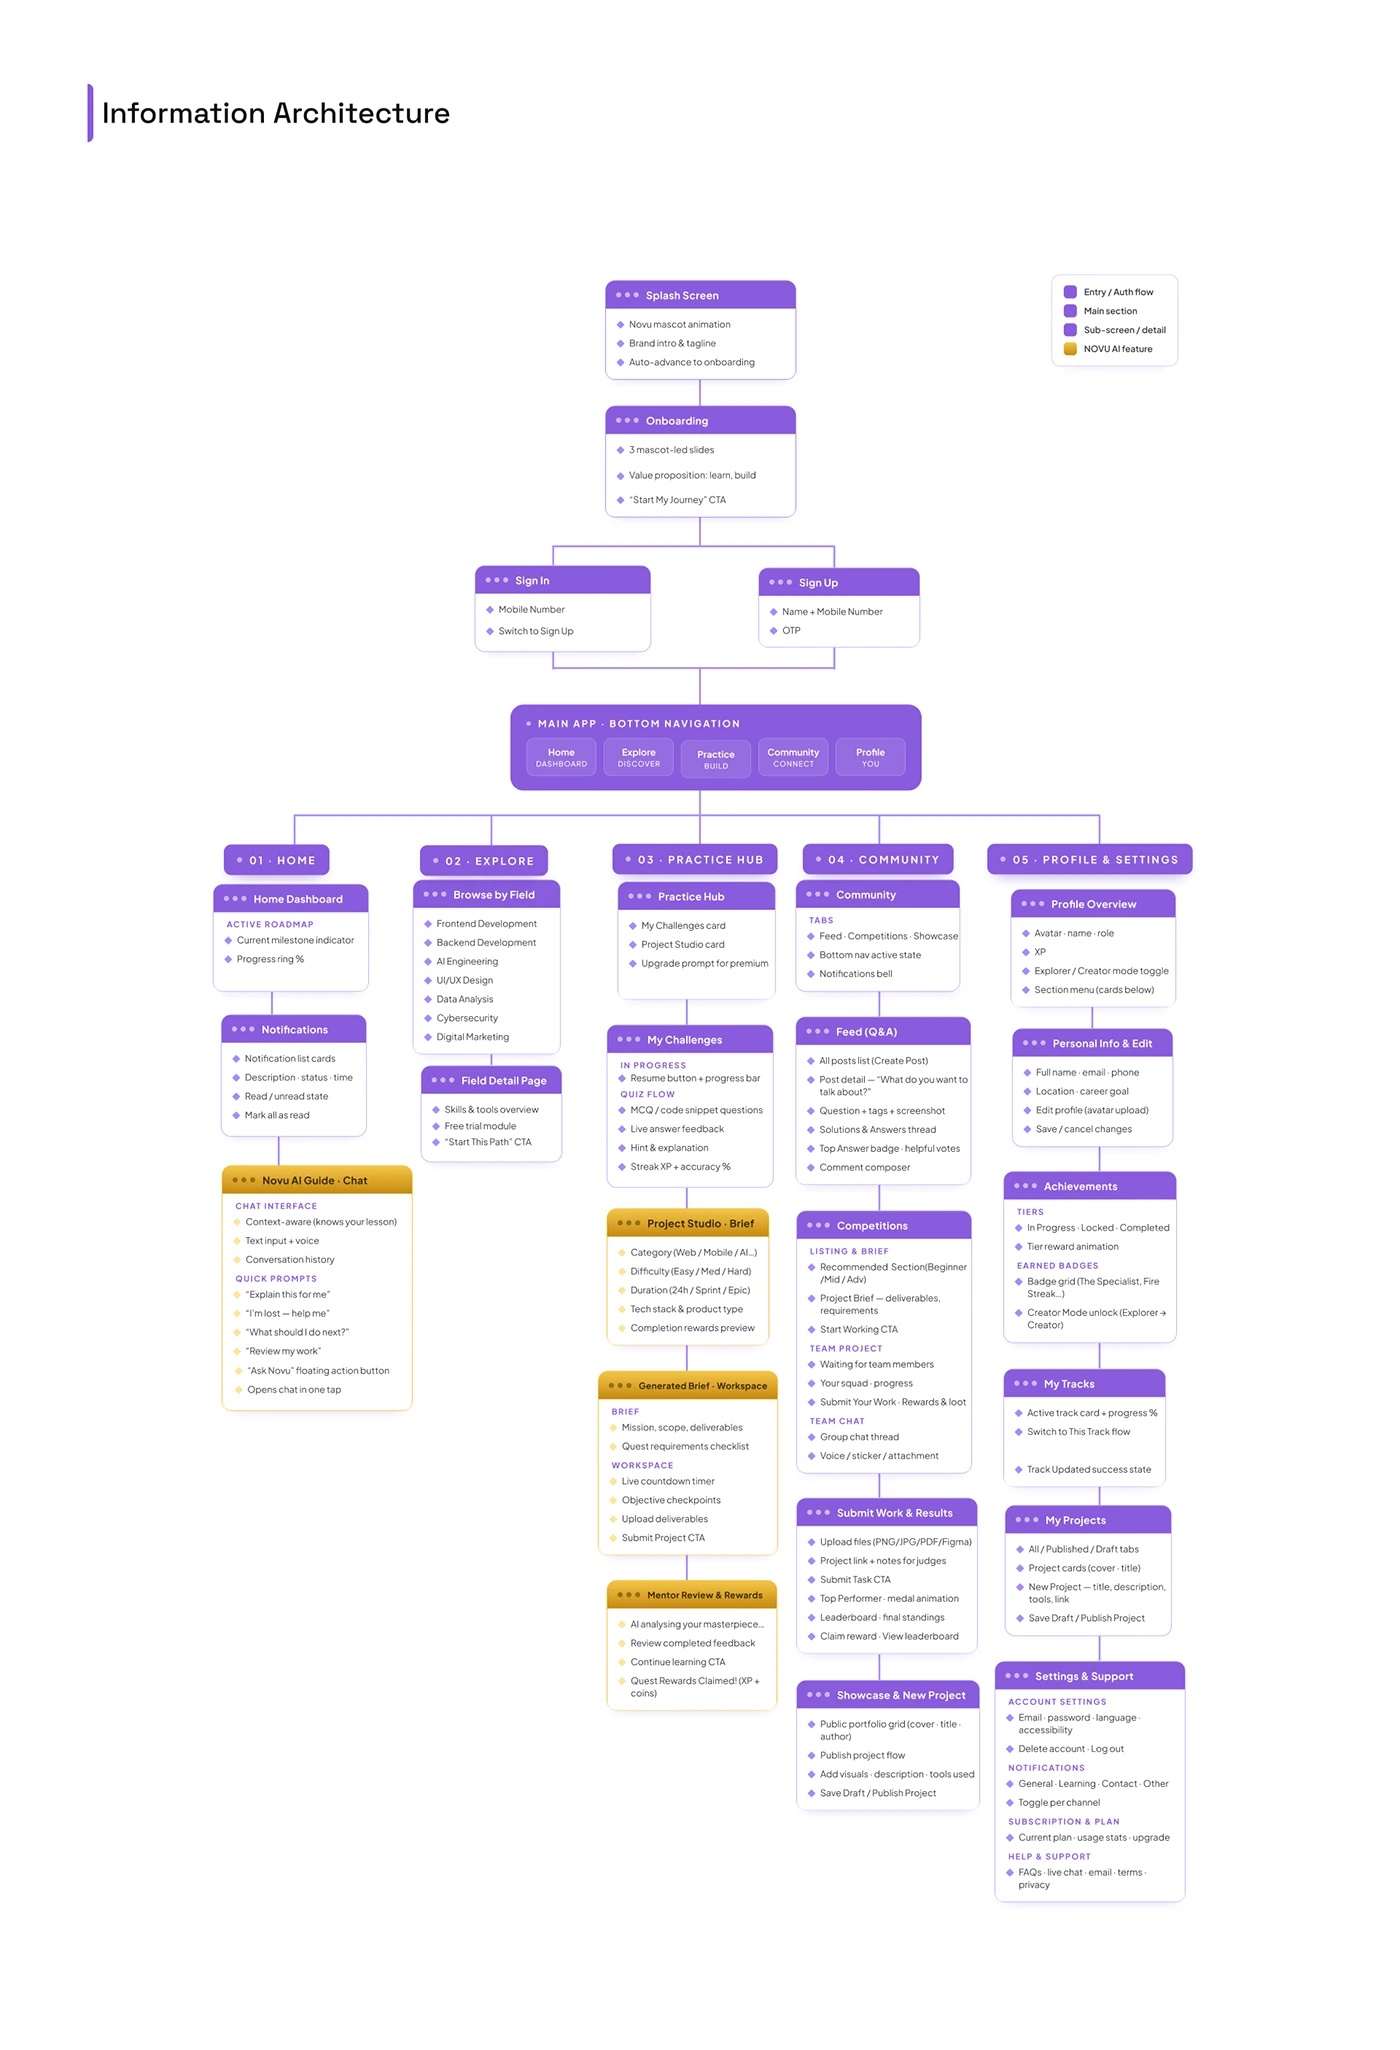 Information Architecture
Splash Screen
Novu mascot animation
Brand intro & tagline
Auto-advance to onboarding
Entry / Auth flow
Main section
Sub-screen / detail
NOVU AI feature
Onboarding
3 mascot-led slides
Value proposition: learn, build
“Start My Journey” CTA
Sign In
Mobile Number
Switch to Sign Up
Sign Up
Name + Mobile Number
OTP
MAIN APP · BOTTOM NAVIGATION
Home
DASHBOARD
Explore
DISCOVER
Practice
BUILD
Community
CONNECT
Profile
YOU
01 · HOME
Home Dashboard
ACTIVE ROADMAP
Current milestone indicator
Progress ring %
Notifications
Notification list cards
Description · status · time
Read / unread state
Mark all as read
Novu AI Guide · Chat
CHAT INTERFACE
Context-aware (knows your lesson)
Text input + voice
Conversation history
QUICK PROMPTS
“Explain this for me”
“I’m lost — help me”
“What should I do next?”
“Review my work”
“Ask Novu” floating action button
Opens chat in one tap
02 · EXPLORE
Browse by Field
Frontend Development
Backend Development
AI Engineering
UI/UX Design
Data Analysis
Cybersecurity
Digital Marketing
Field Detail Page
Skills & tools overview
Free trial module
“Start This Path” CTA
03 · PRACTICE HUB
Practice Hub
My Challenges card
Project Studio card
Upgrade prompt for premium
My Challenges
IN PROGRESS
Resume button + progress bar
QUIZ FLOW
MCQ / code snippet questions
Live answer feedback
Hint & explanation
Streak XP + accuracy %
Project Studio · Brief
Category (Web / Mobile / AI...)
Difficulty (Easy / Med / Hard)
Duration (24h / Sprint / Epic)
Tech stack & product type
Completion rewards preview
Generated Brief · Workspace
BRIEF
Mission, scope, deliverables
Quest requirements checklist
WORKSPACE
Live countdown timer
Objective checkpoints
Upload deliverables
Submit Project CTA
Mentor Review & Rewards
AI analysing your masterpiece...
Review completed feedback
Continue learning CTA
Quest Rewards Claimed! (XP +
coins)
04 · COMMUNITY
Community
TABS
Feed · Competitions · Showcase
Bottom nav active state
Notifications bell
Feed (Q&A)
All posts list (Create Post)
Post detail — “What do you want to
talk about?”
Question + tags + screenshot
Solutions & Answers thread
Top Answer badge · helpful votes
Comment composer
Competitions
LISTING & BRIEF
Recommended Section(Beginner
/Mid / Adv)
Project Brief — deliverables,
requirements
Start Working CTA
TEAM PROJECT
Waiting for team members
Your squad · progress
Submit Your Work · Rewards & loot
TEAM CHAT
Group chat thread
Voice / sticker / attachment
Submit Work & Results
Upload files (PNG/JPG/PDF/Figma)
Project link + notes for judges
Submit Task CTA
Top Performer · medal animation
Leaderboard · final standings
Claim reward · View leaderboard
Showcase & New Project
Public portfolio grid (cover · title ·
author)
Publish project flow
Add visuals · description · tools used
Save Draft / Publish Project
05 · PROFILE & SETTINGS
Profile Overview
Avatar · name · role
XP
Explorer / Creator mode toggle
Section menu (cards below)
Personal Info & Edit
Full name · email · phone
Location · career goal
Edit profile (avatar upload)
Save / cancel changes
Achievements
TIERS
In Progress · Locked · Completed
Tier reward animation
EARNED BADGES
Badge grid (The Specialist, Fire
Streak...)
Creator Mode unlock (Explorer →
Creator)
My Tracks
Active track card + progress %
Switch to This Track flow
Track Updated success state
My Projects
All / Published / Draft tabs
Project cards (cover · title)
New Project — title, description,
tools, link
Save Draft / Publish Project
Settings & Support
ACCOUNT SETTINGS
Email · password · language ·
accessibility
Delete account · Log out
NOTIFICATIONS
General · Learning · Contact · Other
Toggle per channel
SUBSCRIPTION & PLAN
Current plan · usage stats · upgrade
HELP & SUPPORT
FAQs · live chat · email · terms ·
privacy